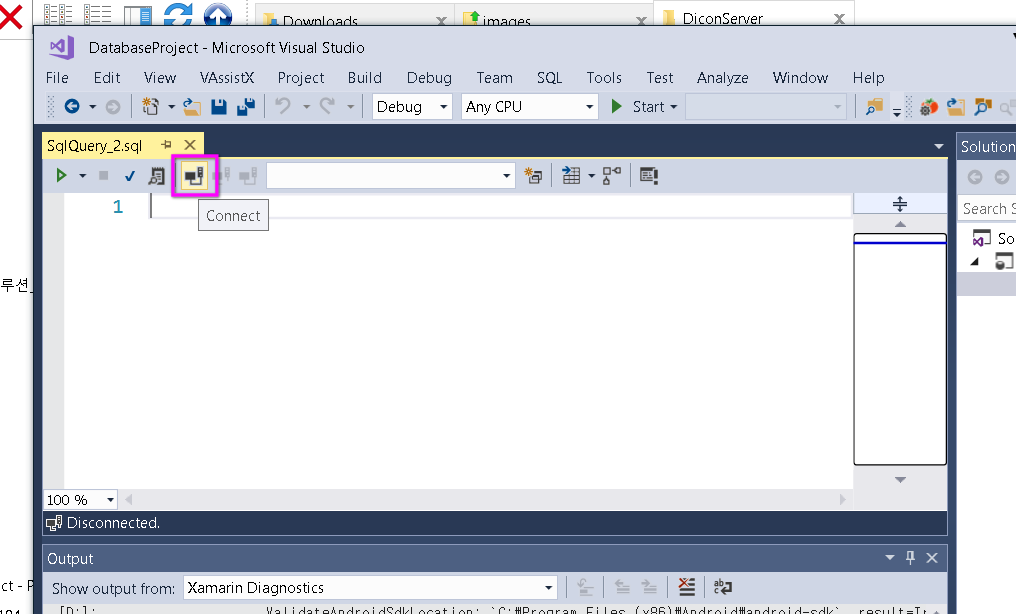 Downloads
images
DiconServer
DatabaseProject - Microsoft Visual Studio
File Edit View VAssistX Project Build Debug Team SQL Tools Test Analyze Window Help
Debug Any CPU Start
SqlQuery_2.sql
Solution
Connect
1
Search S
So
루션_
100 %
Disconnected.
Output
ct - P
Show output from: Xamarin Diagnostics
[D:]: ValidateAndroidSdkLocation: `C:₩Program Files (x86)₩Android₩android-sdk`, result=